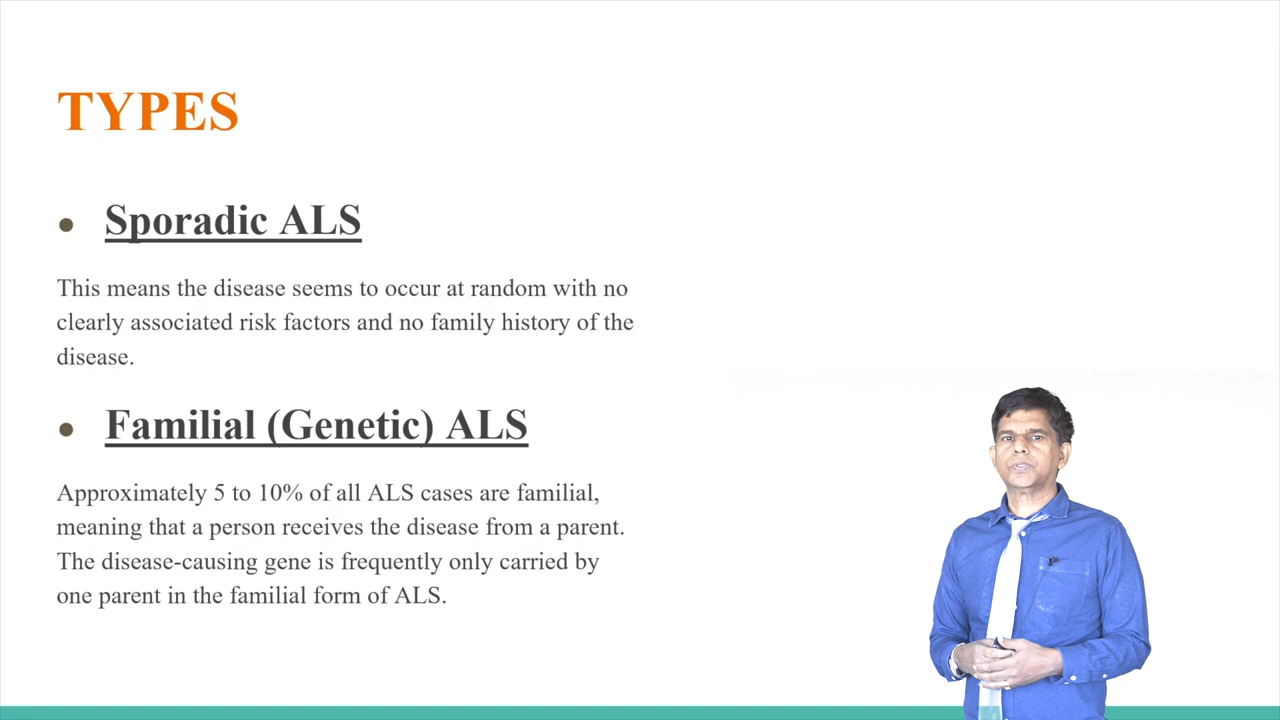 TYPES
● Sporadic ALS
This means the disease seems to occur at random with no
clearly associated risk factors and no family history of the
disease.
● Familial (Genetic) ALS
Approximately 5 to 10% of all ALS cases are familial,
meaning that a person receives the disease from a parent.
The disease-causing gene is frequently only carried by
one parent in the familial form of ALS.